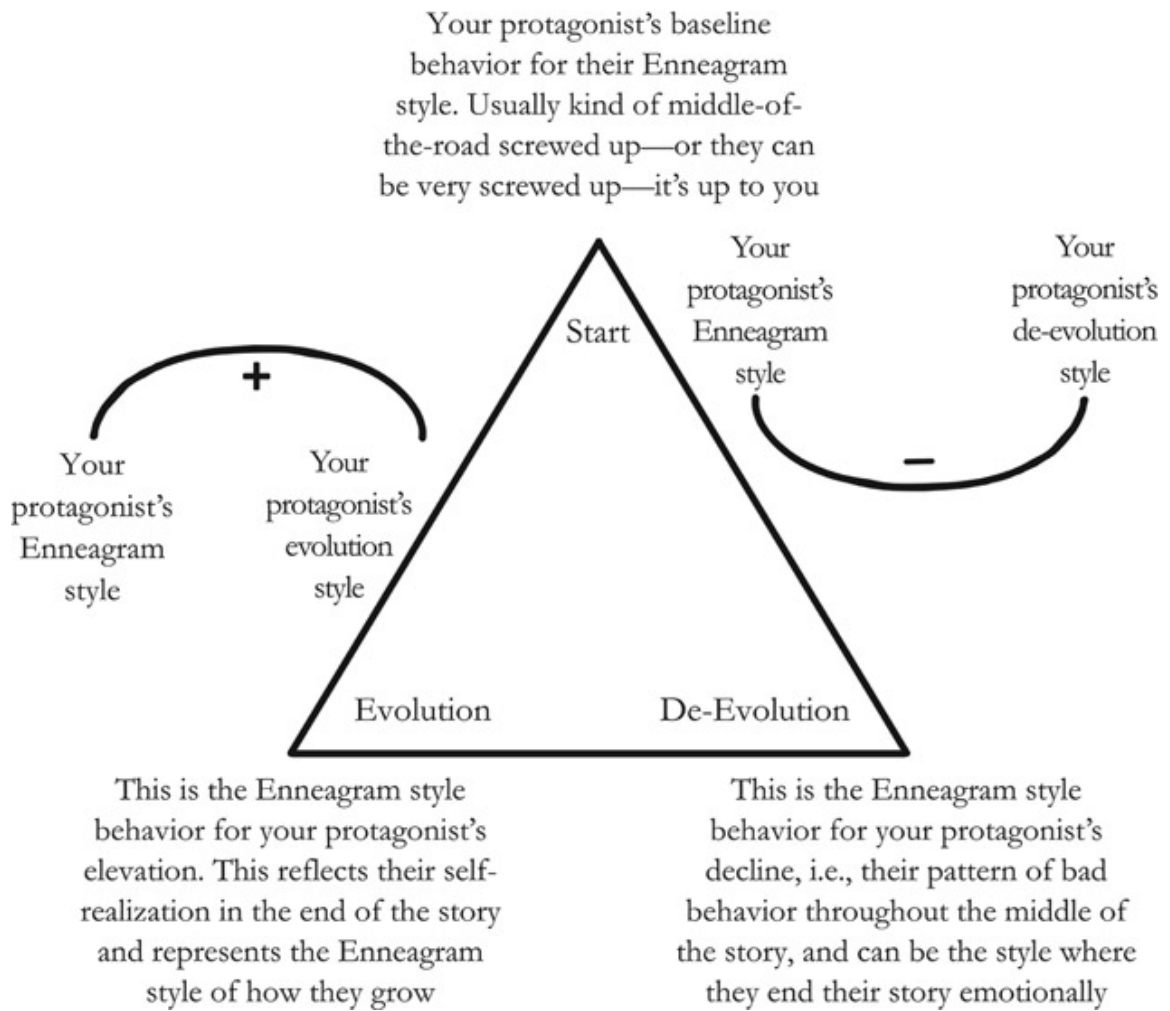 Your protagonist’s baseline
behavior for their Enneagram
style. Usually kind of middle-of-
the-road screwed up—or they can
be very screwed up—it’s up to you
Your
protagonist’s
Enneagram
style
Your
protagonist’s
de-evolution
style
Start
+
−
Your
protagonist’s
Enneagram
style
Your
protagonist’s
evolution
style
Evolution
De-Evolution
This is the Enneagram style
behavior for your protagonist’s
elevation. This reflects their self-
realization in the end of the story
and represents the Enneagram
style of how they grow
This is the Enneagram style
behavior for your protagonist’s
decline, i.e., their pattern of bad
behavior throughout the middle of
the story, and can be the style where
they end their story emotionally